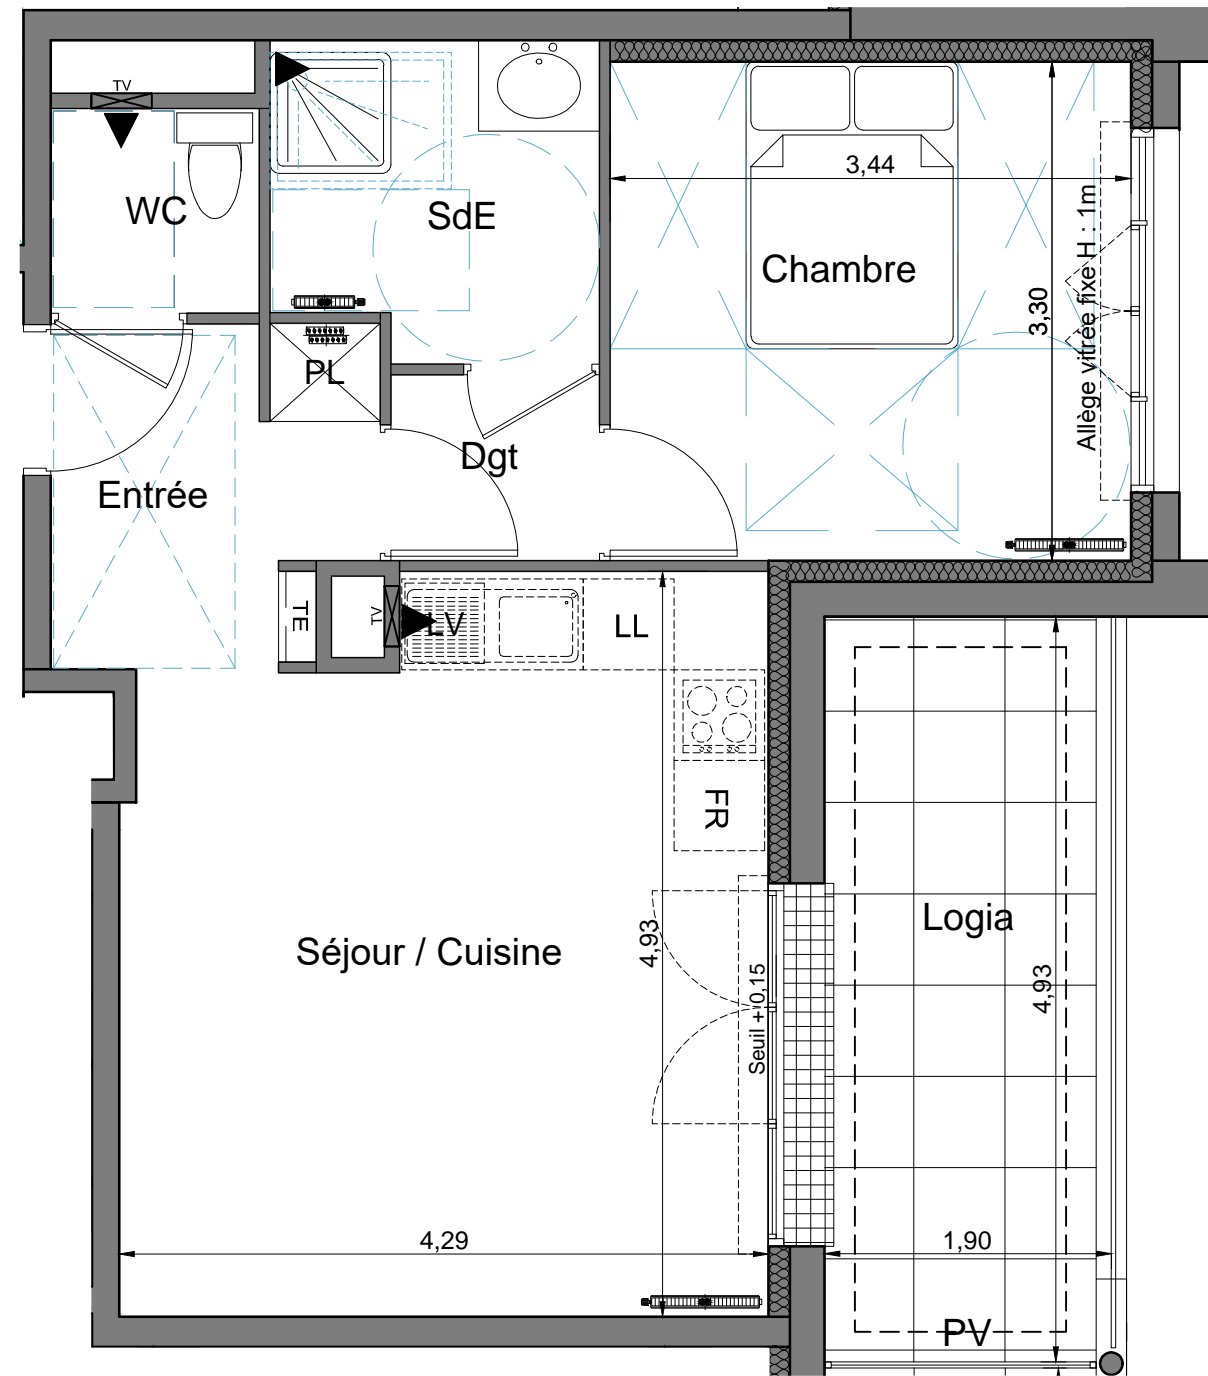 TV
WC
SdE
3,44
Chambre
3,30
Allège vitrée fixe H : 1m
PL
Dgt
Entrée
TE
TV
LV
LL
FR
Logia
Séjour / Cuisine
4,93
Seuil + 0,15
4,93
4,29
1,90
PV